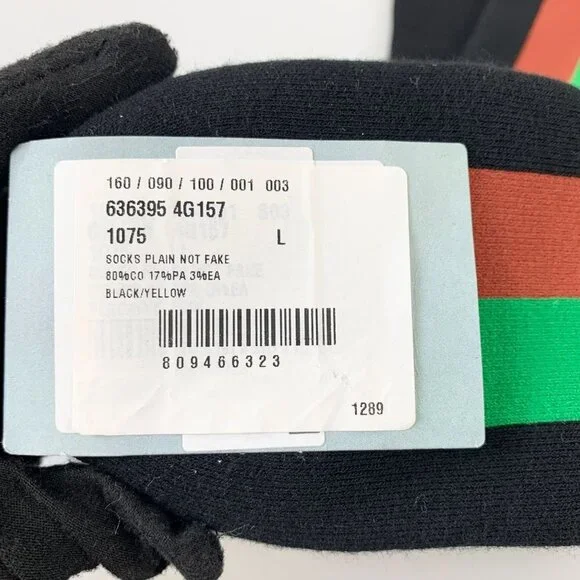 160 / 090 / 100 / 001 003
636395 4G157
1075 L
SOCKS PLAIN NOT FAKE
80%CO 17%PA 3%EA
BLACK/YELLOW
809466323
1289